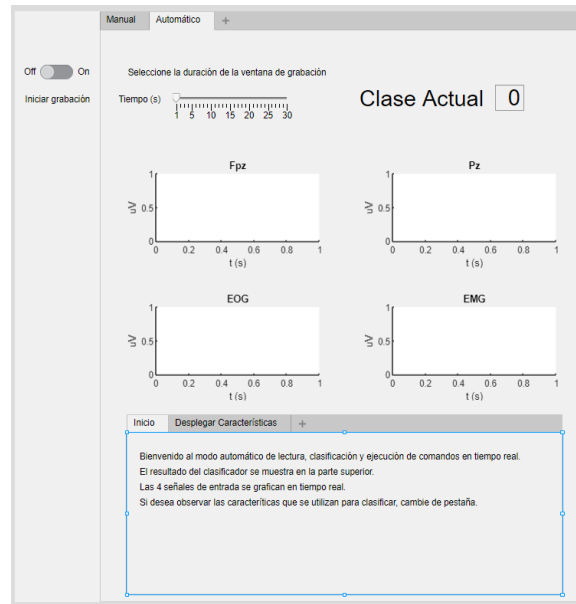 Manual Automático +
Off On
Iniciar grabación
Seleccione la duración de la ventana de grabación
Tiempo (s)
1 5 10 15 20 25 30
Clase Actual 0
Fpz
1
0.5
0
uV
0 0.2 0.4 0.6 0.8 1
t (s)
Pz
1
0.5
0
uV
0 0.2 0.4 0.6 0.8 1
t (s)
EOG
1
0.5
0
uV
0 0.2 0.4 0.6 0.8 1
t (s)
EMG
1
0.5
0
uV
0 0.2 0.4 0.6 0.8 1
t (s)
Inicio Desplegar Características +
Bienvenido al modo automático de lectura, clasificación y ejecución de comandos en tiempo real.
El resultado del clasificador se muestra en la parte superior.
Las 4 señales de entrada se grafican en tiempo real.
Si desea observar las caracteríticas que se utilizan para clasificar, cambie de pestaña.